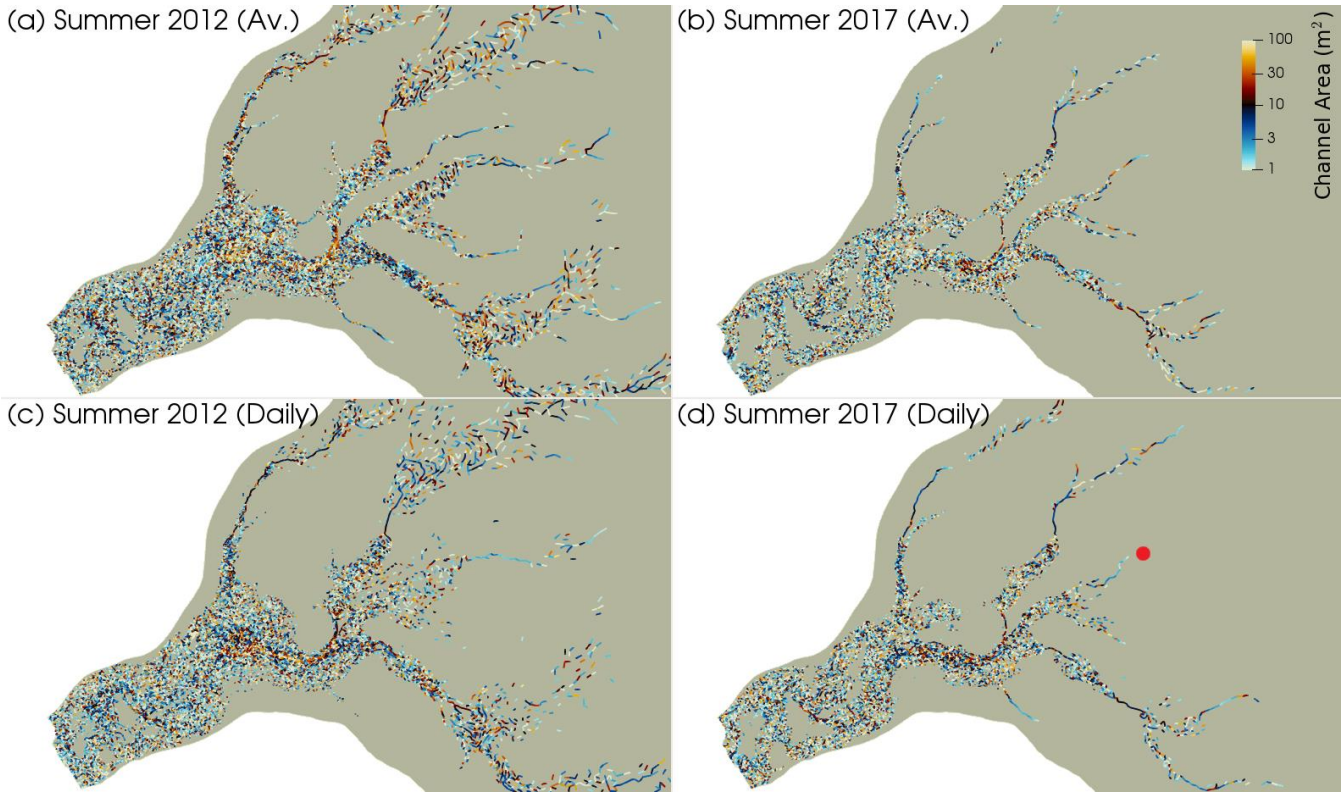 (a) Summer 2012 (Av.)
(b) Summer 2017 (Av.)
100
30
10
3
1
Channel Area (m²)
(c) Summer 2012 (Daily)
(d) Summer 2017 (Daily)